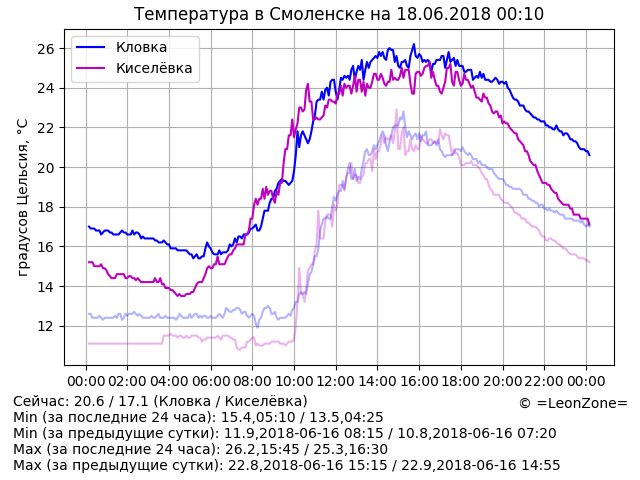 Температура в Смоленске на 18.06.2018 00:10
Кловка
Киселёвка
градусов Цельсия, °C
26
24
22
20
18
16
14
12
00:00 02:00 04:00 06:00 08:00 10:00 12:00 14:00 16:00 18:00 20:00 22:00 00:00
Сейчас: 20.6 / 17.1 (Кловка / Киселёвка)
© =LeonZone=
Min (за последние 24 часа): 15.4,05:10 / 13.5,04:25
Min (за предыдущие сутки): 11.9,2018-06-16 08:15 / 10.8,2018-06-16 07:20
Max (за последние 24 часа): 26.2,15:45 / 25.3,16:30
Max (за предыдущие сутки): 22.8,2018-06-16 15:15 / 22.9,2018-06-16 14:55